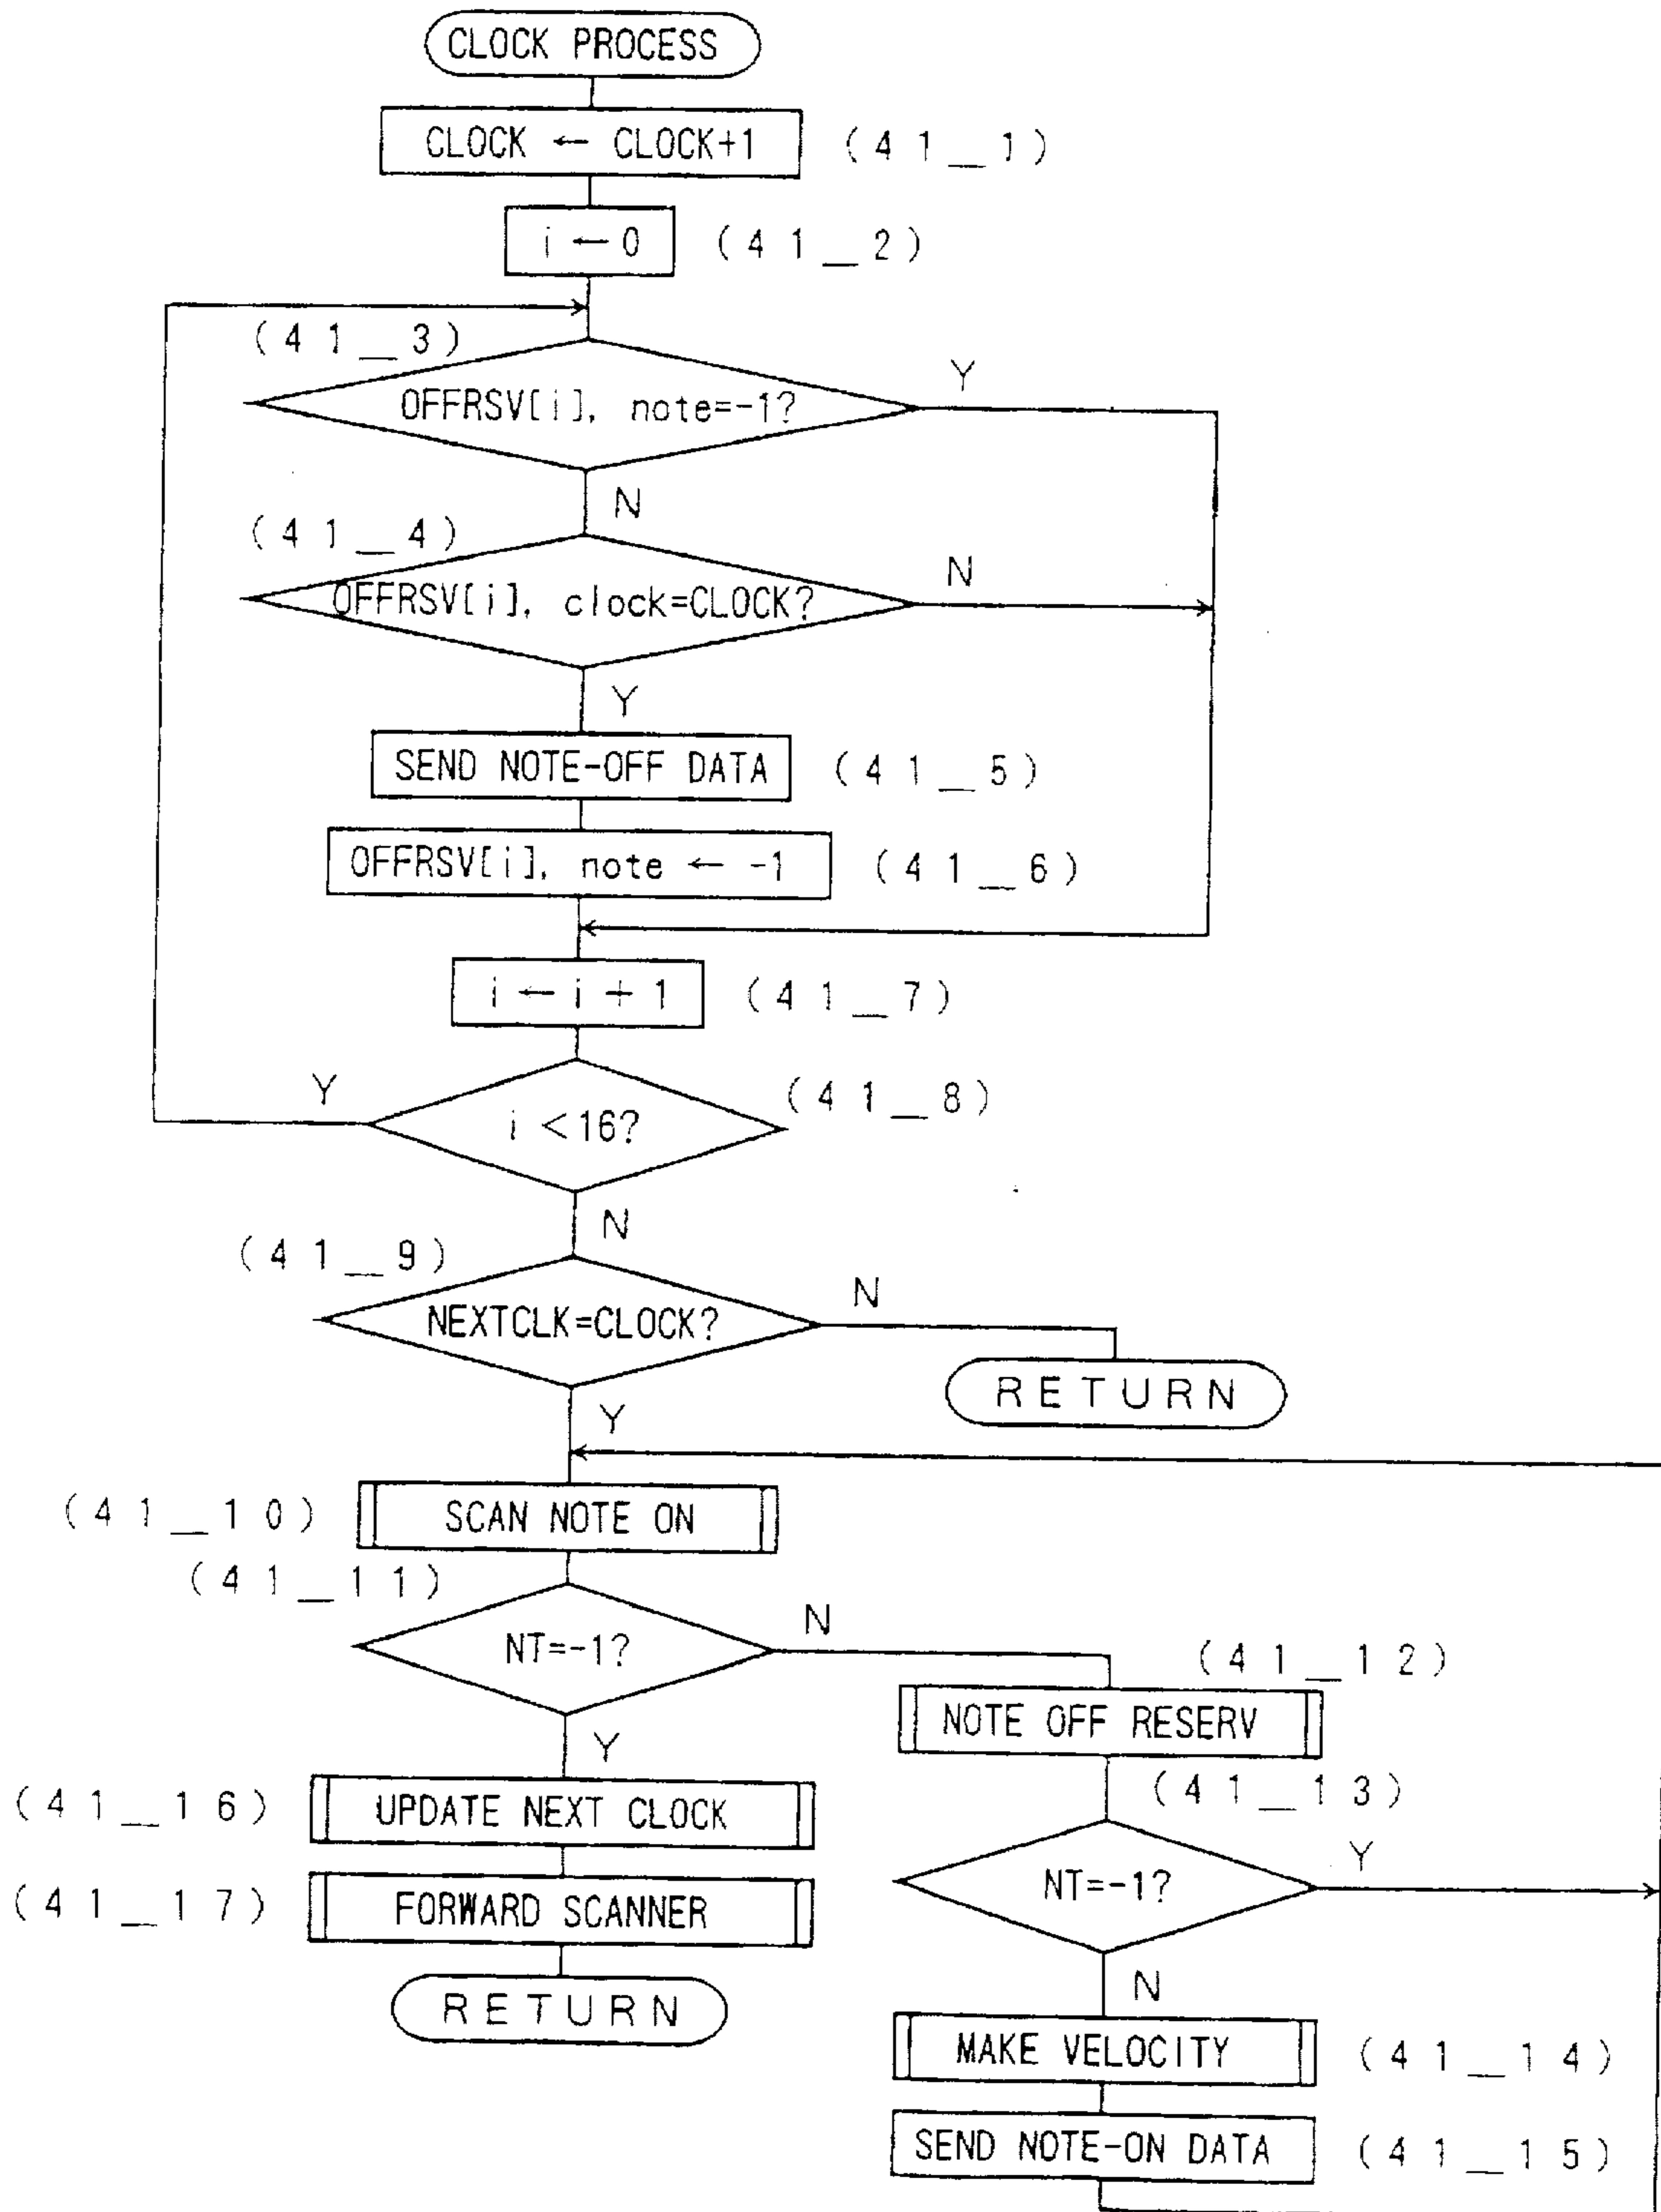 CLOCK PROCESS
CLOCK ← CLOCK+1 (41_1)
i ← 0 (41_2)
(41_3)
OFFRSV[i], note=-1?
Y
N
(41_4)
OFFRSV[i], clock=CLOCK?
N
Y
SEND NOTE-OFF DATA (41_5)
OFFRSV[i], note ← -1 (41_6)
i ← i + 1 (41_7)
Y
i <16?
(41_8)
N
(41_9)
NEXTCLK=CLOCK?
N
RETURN
Y
(41_10) SCAN NOTE ON
(41_11)
NT=-1?
N
(41_12)
NOTE OFF RESERV
Y
(41_13)
(41_16) UPDATE NEXT CLOCK
NT=-1?
Y
(41_17) FORWARD SCANNER
N
RETURN
MAKE VELOCITY (41_14)
SEND NOTE-ON DATA (41_15)